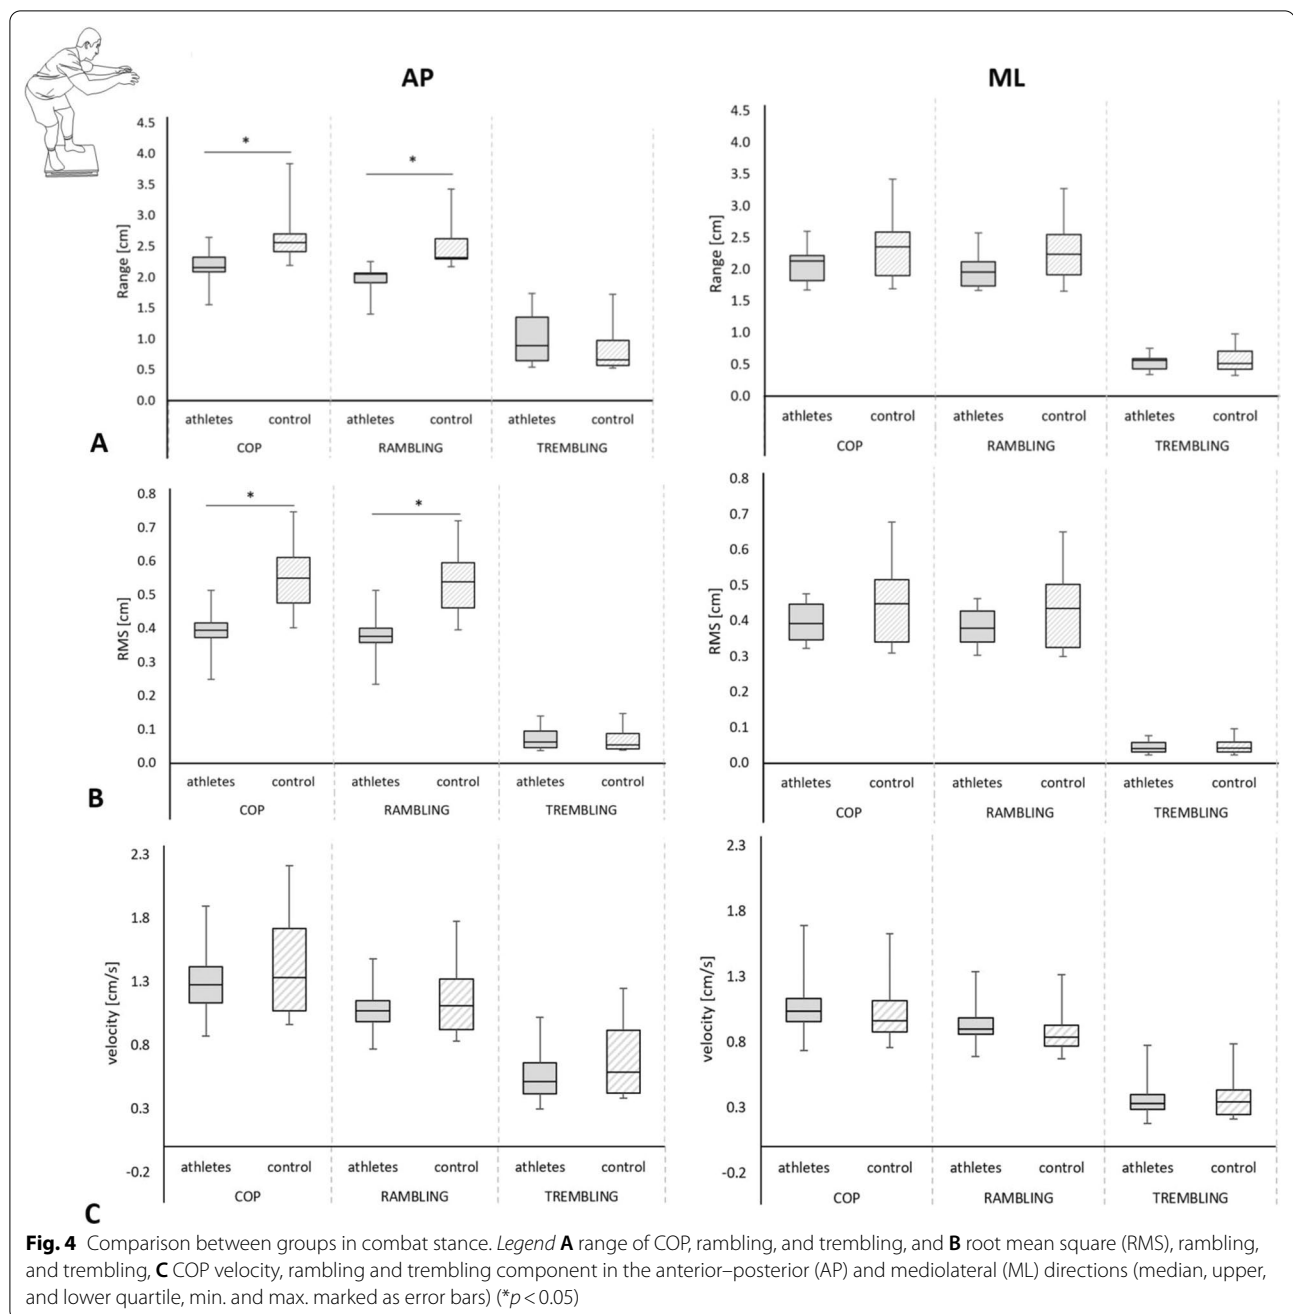 AP
ML
4.5
4.0
3.5
3.0
2.5
2.0
1.5
1.0
0.5
0.0
Range [cm]
*
*
athletes control athletes control athletes control
COP RAMBLING TREMBLING
4.5
4.0
3.5
3.0
2.5
2.0
1.5
1.0
0.5
0.0
Range [cm]
athletes control athletes control athletes control
COP RAMBLING TREMBLING
A
0.8
0.7
0.6
0.5
0.4
0.3
0.2
0.1
0.0
RMS [cm]
*
*
athletes control athletes control athletes control
COP RAMBLING TREMBLING
0.8
0.7
0.6
0.5
0.4
0.3
0.2
0.1
0.0
RMS [cm]
athletes control athletes control athletes control
COP RAMBLING TREMBLING
B
2.3
1.8
1.3
0.8
0.3
-0.2
velocity [cm/s]
athletes control athletes control athletes control
COP RAMBLING TREMBLING
2.3
1.8
1.3
0.8
0.3
-0.2
velocity [cm/s]
athletes control athletes control athletes control
COP RAMBLING TREMBLING
C
Fig. 4 Comparison between groups in combat stance. Legend A range of COP, rambling, and trembling, and B root mean square (RMS), rambling,
and trembling, C COP velocity, rambling and trembling component in the anterior–posterior (AP) and mediolateral (ML) directions (median, upper,
and lower quartile, min. and max. marked as error bars) (*p < 0.05)